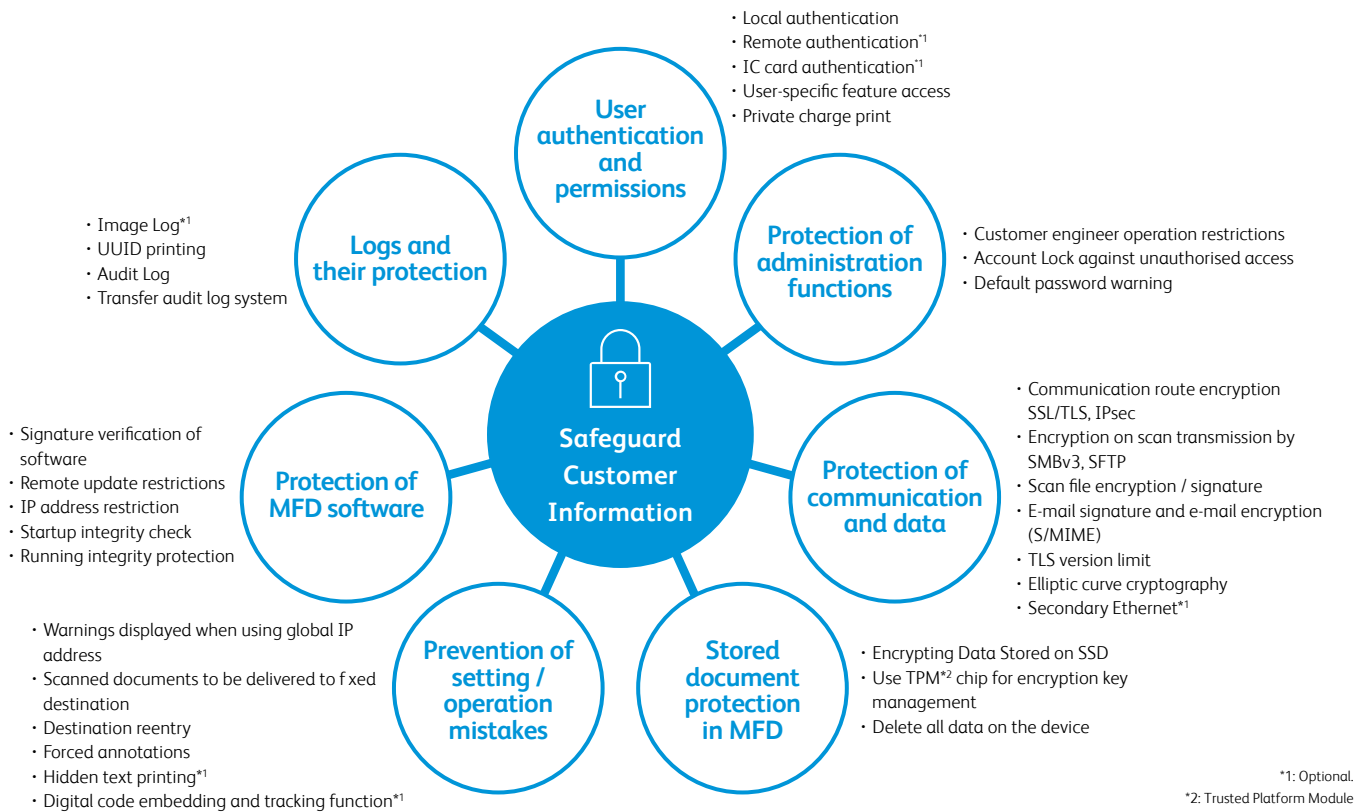 · Local authentication
· Remote authentication*1
· IC card authentication*1
· User-specific feature access
· Private charge print
User
authentication
and
permissions
· Image Log*1
· UUID printing
· Audit Log
· Transfer audit log system
Logs and
their protection
Protection of
administration
functions
· Customer engineer operation restrictions
· Account Lock against unauthorised access
· Default password warning
Safeguard
Customer
Information
· Signature verification of
software
· Remote update restrictions
· IP address restriction
· Startup integrity check
· Running integrity protection
Protection of
MFD software
Protection of
communication
and data
· Communication route encryption
SSL/TLS, IPsec
· Encryption on scan transmission by
SMBv3, SFTP
· Scan file encryption / signature
· E-mail signature and e-mail encryption
(S/MIME)
· TLS version limit
· Elliptic curve cryptography
· Secondary Ethernet*1
· Warnings displayed when using global IP
address
· Scanned documents to be delivered to f xed
destination
· Destination reentry
· Forced annotations
· Hidden text printing*1
· Digital code embedding and tracking function*1
Prevention of
setting /
operation
mistakes
Stored
document
protection
in MFD
· Encrypting Data Stored on SSD
· Use TPM*2 chip for encryption key
management
· Delete all data on the device
*1: Optional.
*2: Trusted Platform Module